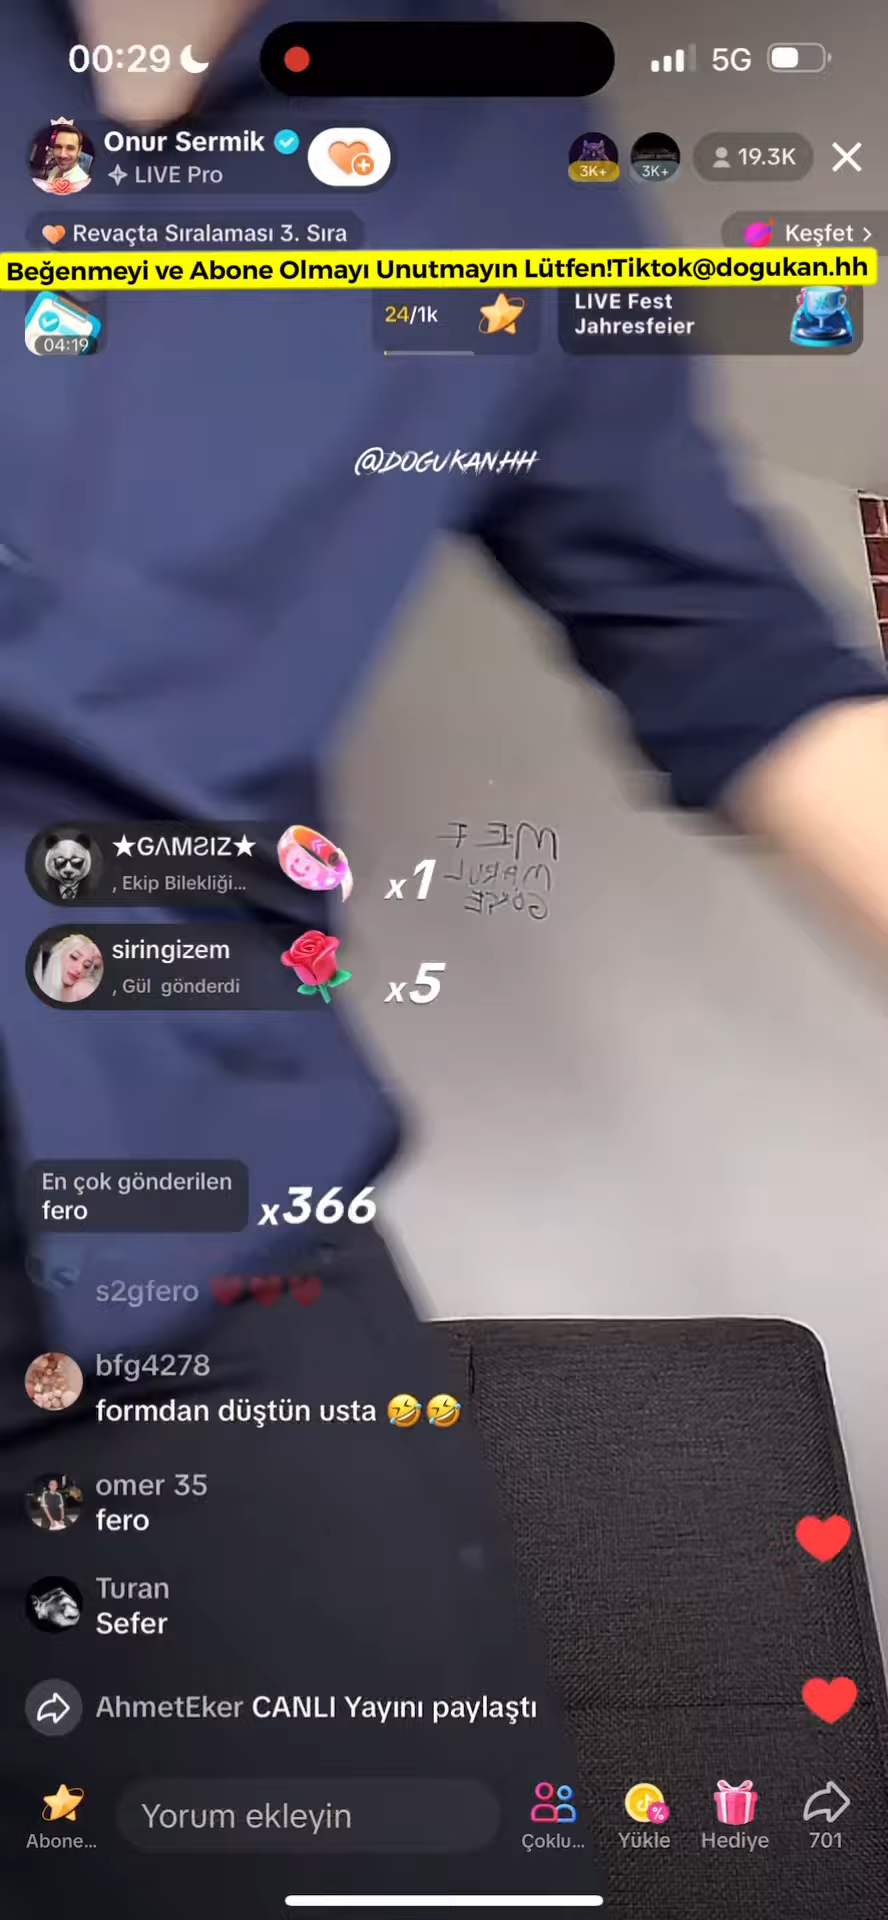 00:29
5G
Onur Sermik
LIVE Pro
3K+
3K+
19.3K
Revaçta Sıralaması 3. Sıra
Keşfet >
Beğenmeyi ve Abone Olmayı Unutmayın Lütfen!Tiktok@dogukan.hh
04:19
24/1k
LIVE Fest
Jahresfeier
@DOGUKAN.HH
★GΛMƧIZ★
, Ekip Bilekliği...
x1
siringizem
, Gül gönderdi
x5
En çok gönderilen
fero
x366
s2gfero ❤️❤️❤️
bfg4278
formdan düştün usta 🤣🤣
omer 35
fero
Turan
Sefer
AhmetEker CANLI Yayını paylaştı
Abone...
Yorum ekleyin
Çoklu...
Yükle
Hediye
701